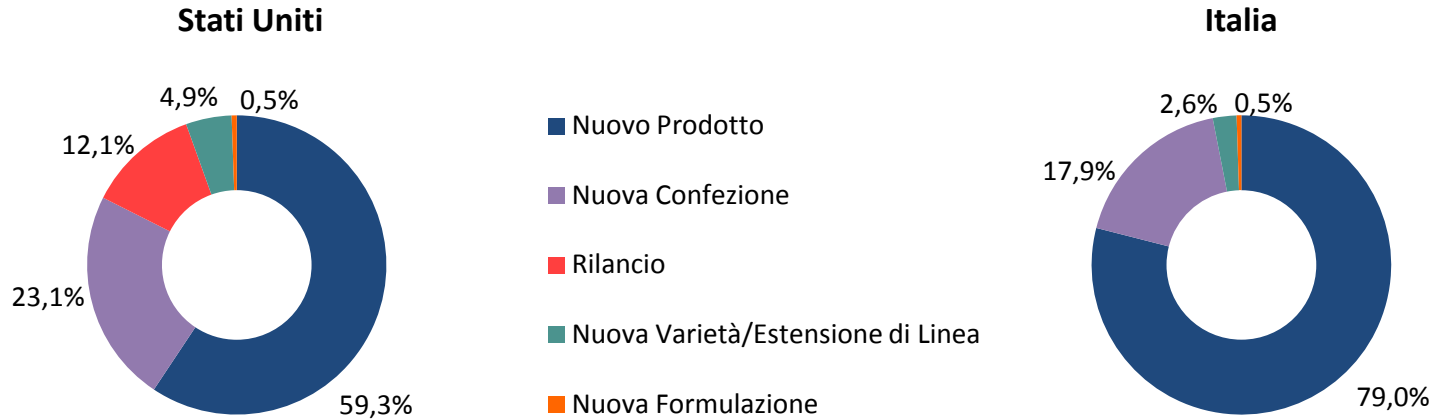 Stati Uniti
4,9%
0,5%
12,1%
23,1%
59,3%
Nuovo Prodotto
Nuova Confezione
Rilancio
Nuova Varietà/Estensione di Linea
Nuova Formulazione
Italia
2,6%
0,5%
17,9%
79,0%